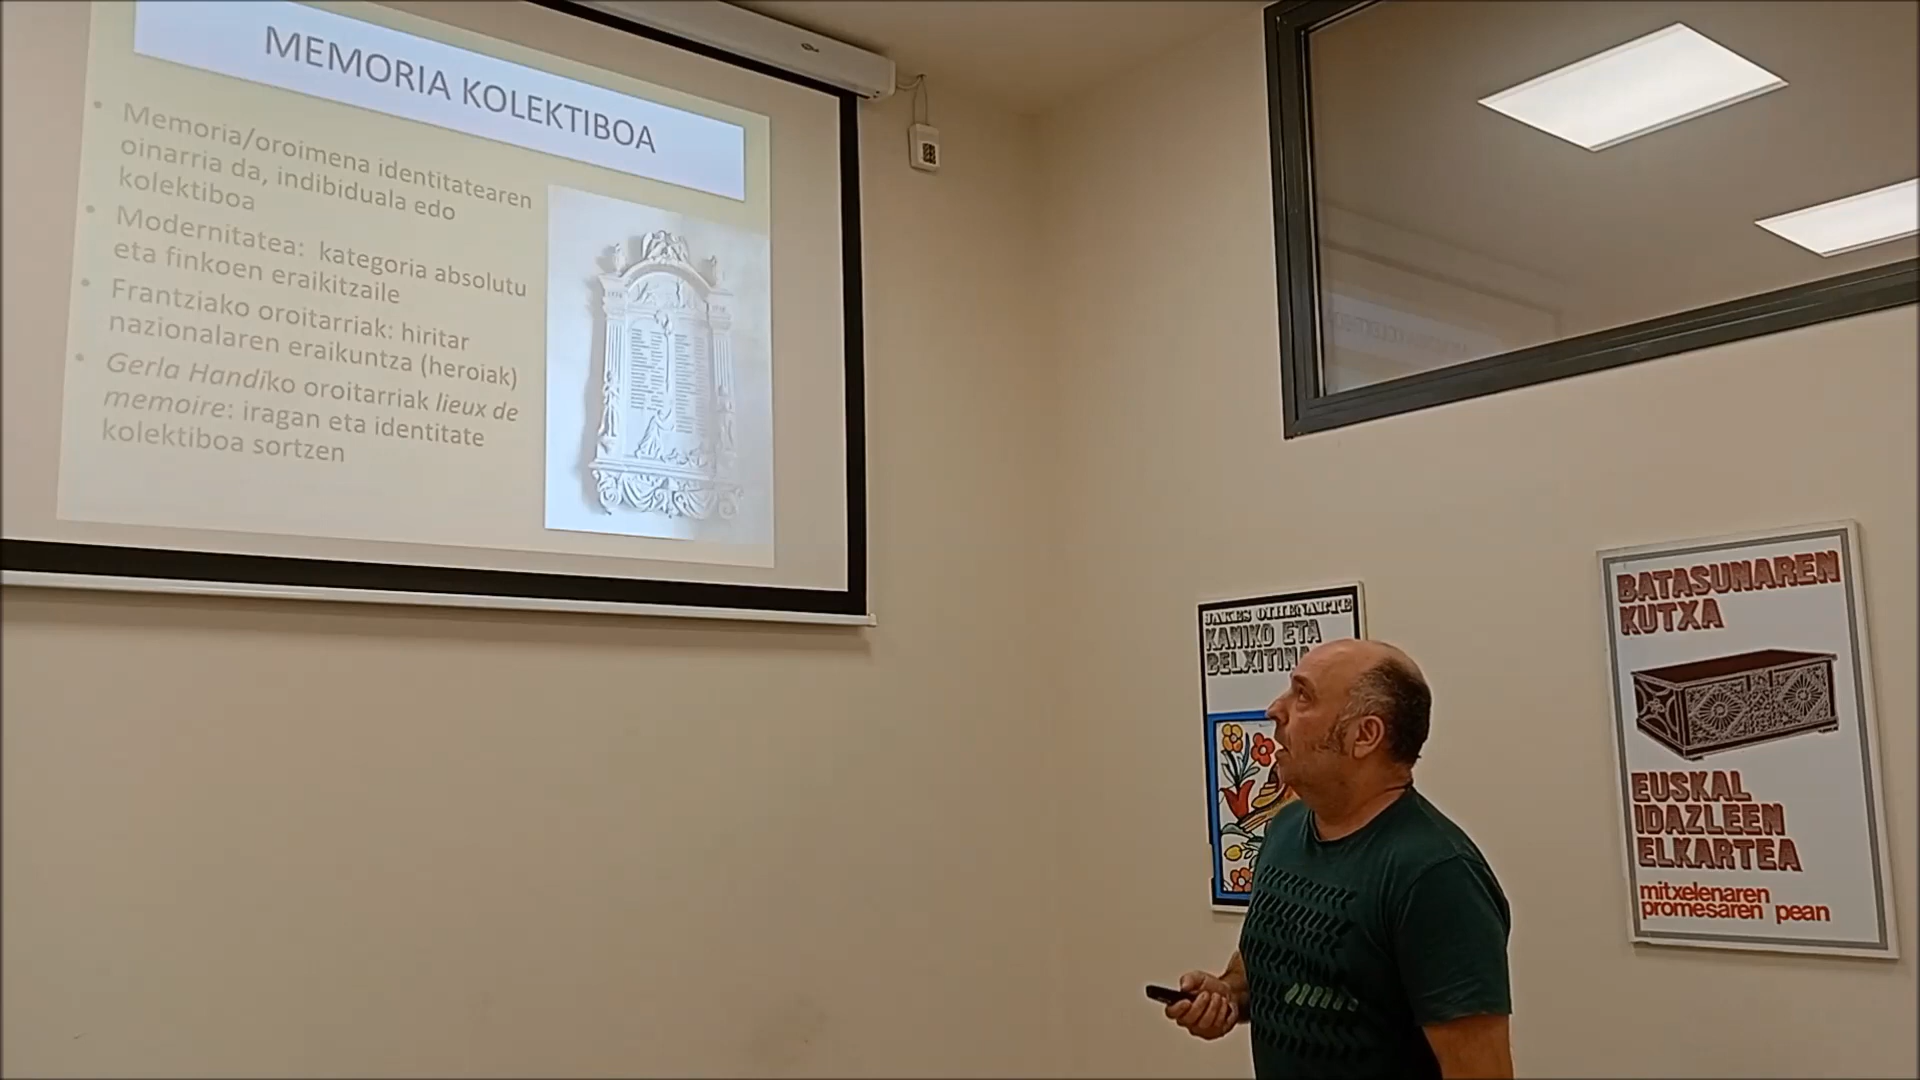 MEMORIA KOLEKTIBOA
• Memoria/oroimena identitatearen
oinarria da, indibiduala edo
kolektiboa
• Modernitatea: kategoria absolutu
eta finkoen eraikitzaile
• Frantziako oroitarriak: hiritar
nazionalaren eraikuntza (heroiak)
• Gerla Handiko oroitarriak lieux de
memoire: iragan eta identitate
kolektiboa sortzen
JAKES OIHENARTE
KANIKO ETA
BELXITINA
BATASUNAREN
KUTXA
EUSKAL
IDAZLEEN
ELKARTEA
mitxelenaren
promesaren pean